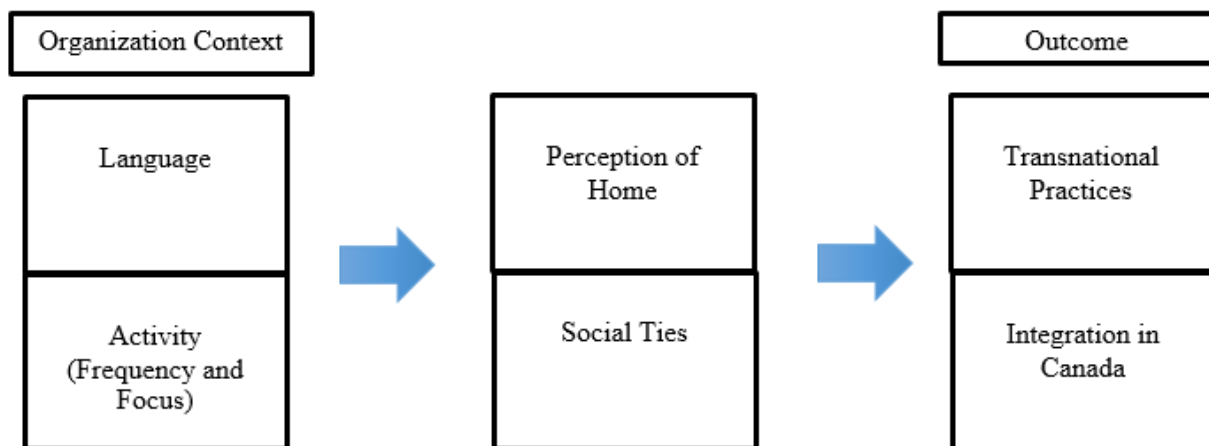 Organization Context
Outcome
Language
Perception of
Home
Transnational
Practices
Activity
(Frequency and
Focus)
Social Ties
Integration in
Canada